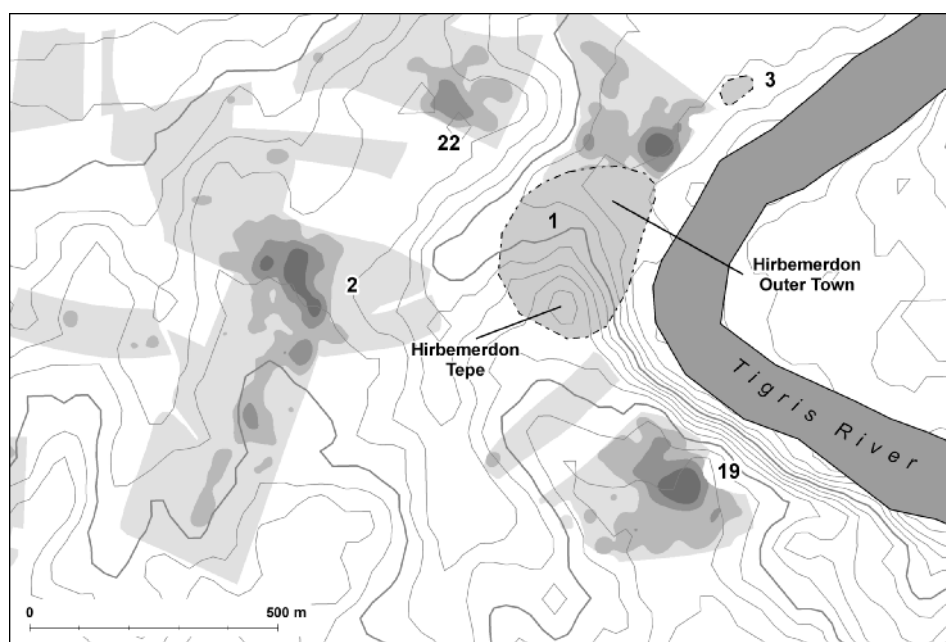 3
22
1
Hirbemerdon
Outer Town
2
Hirbemerdon
Tepe
Tigris River
19
0
500 m